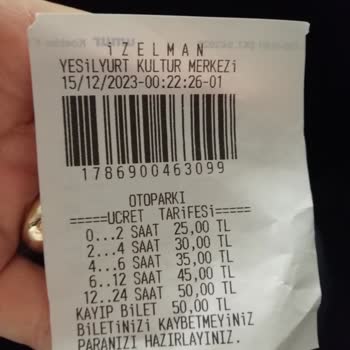 İZELMAN
YEŞİLYURT KULTUR MERKEZİ
15/12/2023-00:22:26-01
1786900463099
OTOPARKI
=====UCRET TARİFESİ=====
0...2 SAAT 25,00 TL
2...4 SAAT 30,00 TL
4...6 SAAT 35,00 TL
6..12 SAAT 45,00 TL
12..24 SAAT 50,00 TL
KAYIP BİLET 50,00 TL
BİLETİNİZİ KAYBETMEYİNİZ
PARANIZI HAZIRLAYINIZ.